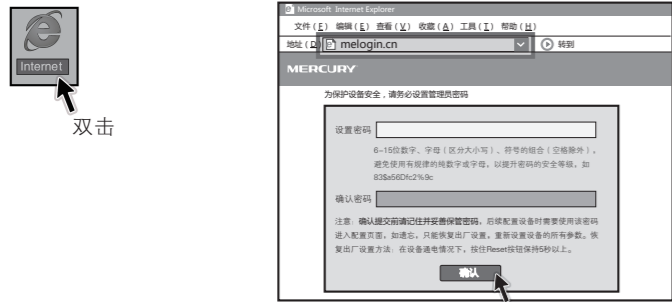 Internet
双击
Microsoft Internet Explorer
文件(F) 编辑(E) 查看(V) 收藏(A) 工具(T) 帮助(H)
地址(D) melogin.cn 转到
MERCURY
为保护设备安全，请务必设置管理员密码
设置密码
6-15位数字、字母（区分大小写）、符号的组合（空格除外），
避免使用有规律的纯数字或字母，以提升密码的安全等级，如
83$a56Dfc2%9c
确认密码
注意：确认提交前请记住并妥善保管密码，后续配置设备时需要使用该密码
进入配置页面，如遗忘，只能恢复出厂设置，重新设置设备的所有参数。恢
复出厂设置方法：在设备通电情况下，按住Reset按钮保持5秒以上。
确认